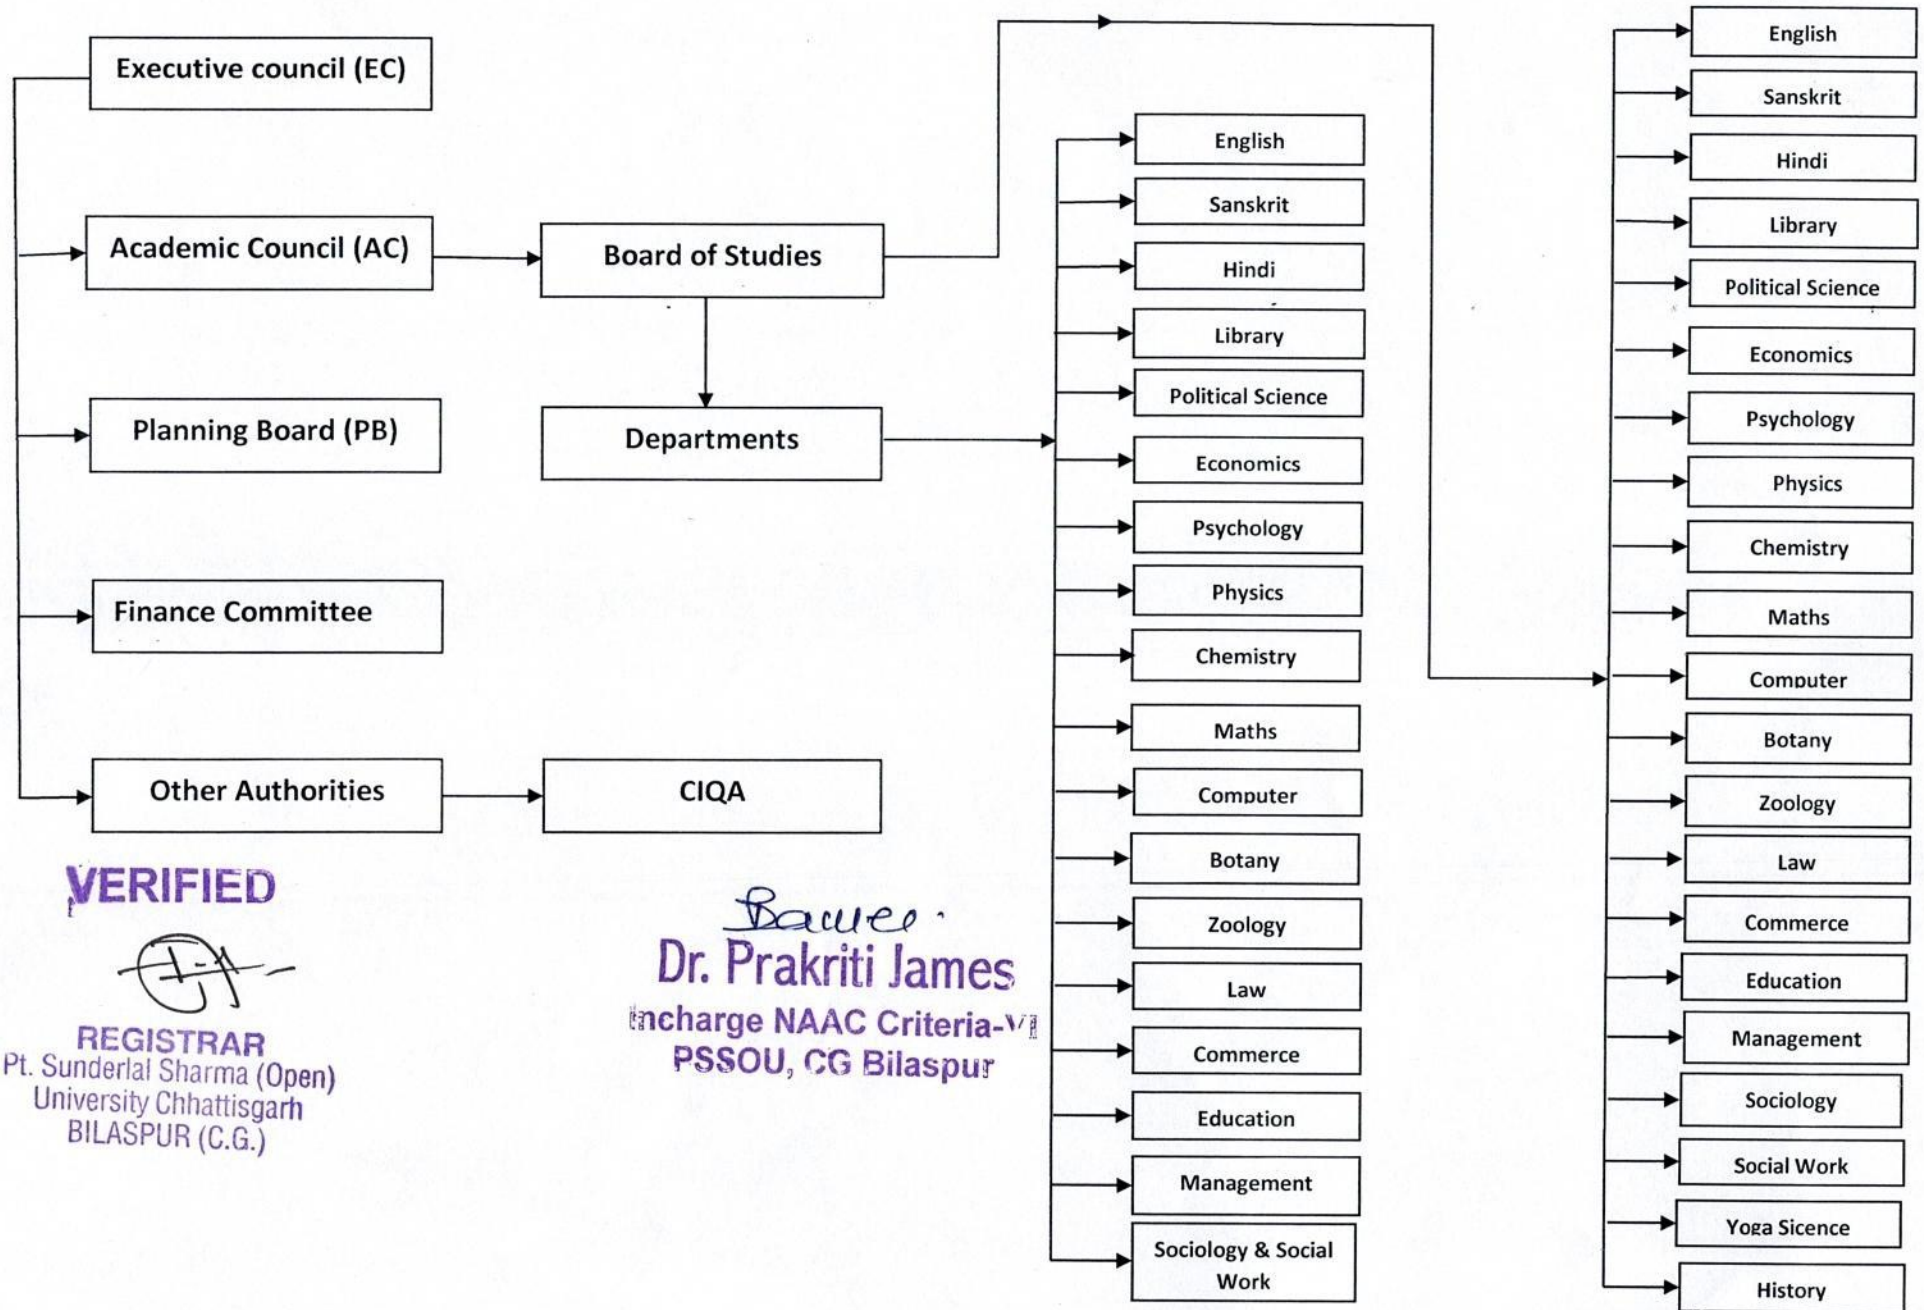 Executive council (EC)
Academic Council (AC)
Planning Board (PB)
Finance Committee
Other Authorities
Board of Studies
Departments
CIQA
English
Sanskrit
Hindi
Library
Political Science
Economics
Psychology
Physics
Chemistry
Maths
Computer
Botany
Zoology
Law
Commerce
Education
Management
Sociology & Social
Work
English
Sanskrit
Hindi
Library
Political Science
Economics
Psychology
Physics
Chemistry
Maths
Computer
Botany
Zoology
Law
Commerce
Education
Management
Sociology
Social Work
Yoga Sicence
History
VERIFIED
REGISTRAR
Pt. Sunderlal Sharma (Open)
University Chhattisgarh
BILASPUR (C.G.)
Dr. Prakriti James
Incharge NAAC Criteria-VI
PSSOU, CG Bilaspur